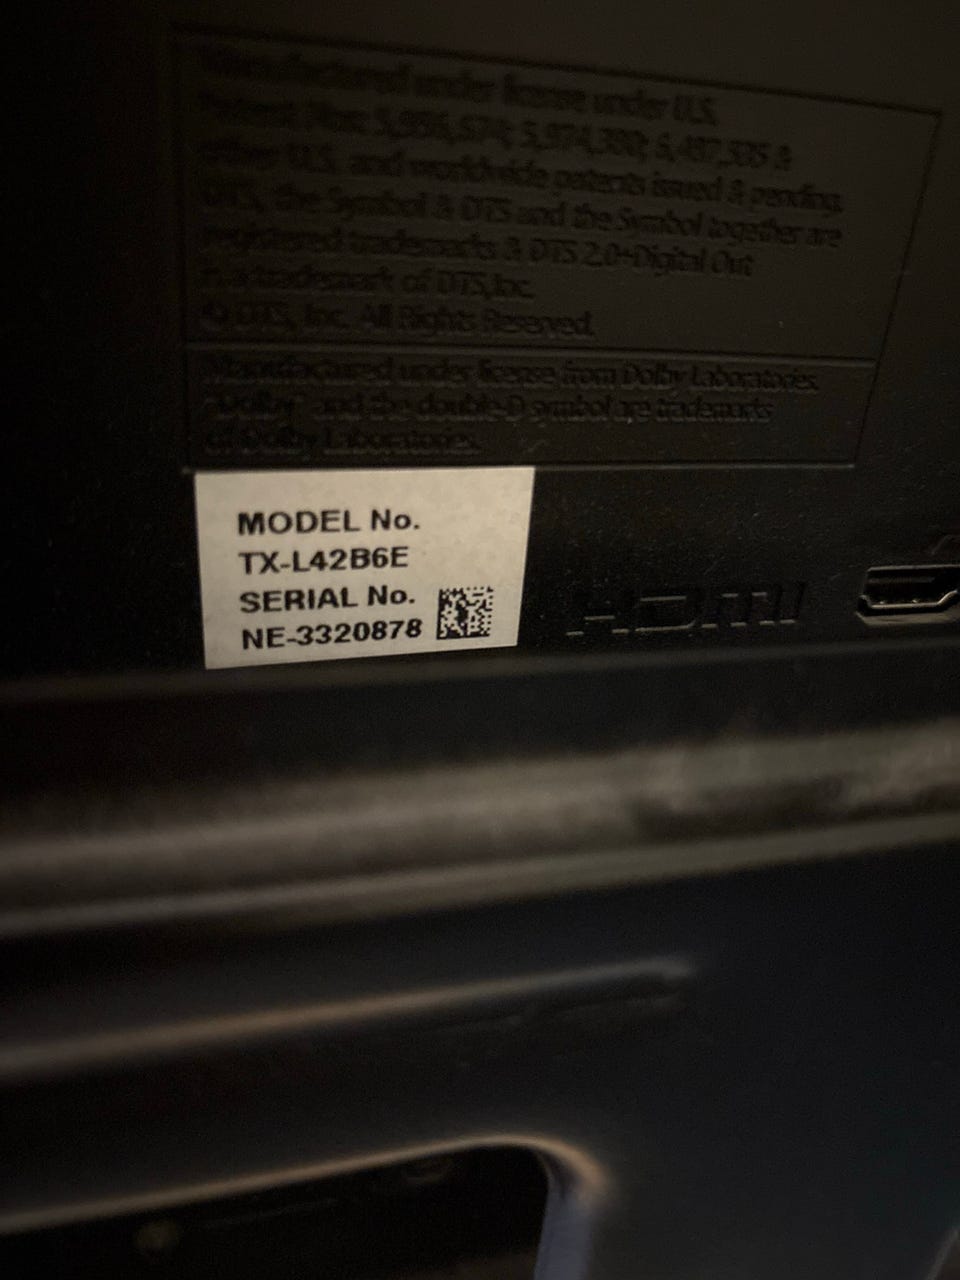 Manufactured under license under U.S.
Patent Nos: 5,956,674; 5,974,380; 6,487,535 &
other U.S. and worldwide patents issued & pending.
DTS, the Symbol & DTS and the Symbol together are
registered trademarks & DTS 2.0+Digital Out
is a trademark of DTS,Inc.
© DTS, Inc. All Rights Reserved.
Manufactured under license from Dolby Laboratories.
"Dolby" and the double-D symbol are trademarks
of Dolby Laboratories.
MODEL No.
TX-L42B6E
SERIAL No.
NE-3320878
HDMI